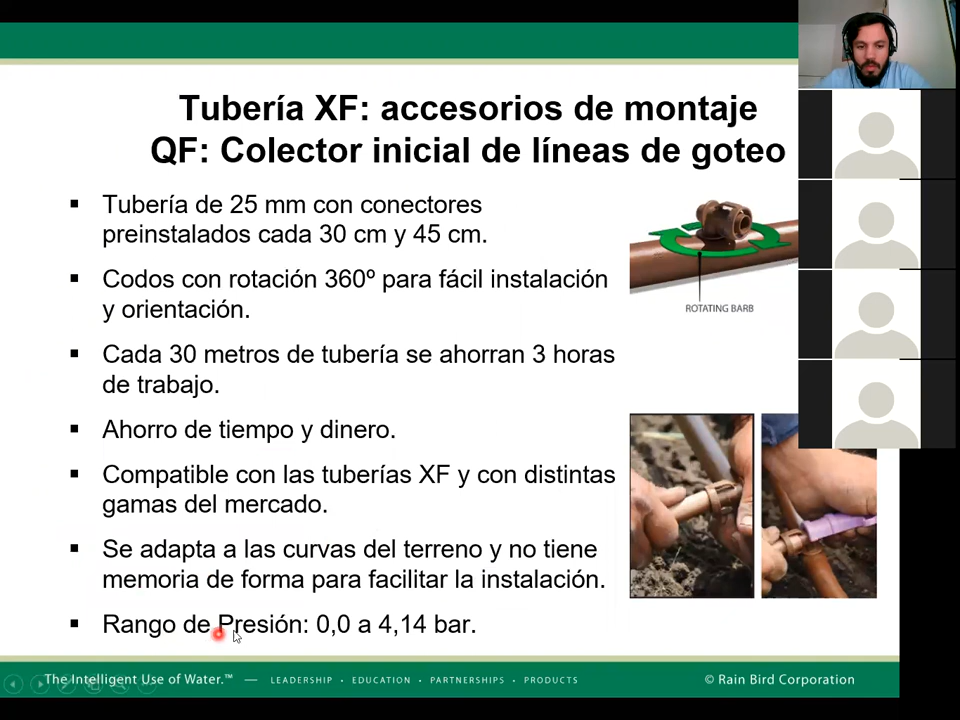 Tubería XF: accesorios de montaje
QF: Colector inicial de líneas de goteo
▪ Tubería de 25 mm con conectores
preinstalados cada 30 cm y 45 cm.
▪ Codos con rotación 360º para fácil instalación
y orientación.
▪ Cada 30 metros de tubería se ahorran 3 horas
de trabajo.
▪ Ahorro de tiempo y dinero.
▪ Compatible con las tuberías XF y con distintas
gamas del mercado.
▪ Se adapta a las curvas del terreno y no tiene
memoria de forma para facilitar la instalación.
▪ Rango de Presión: 0,0 a 4,14 bar.
ROTATING BARB
The Intelligent Use of Water.™ — LEADERSHIP • EDUCATION • PARTNERSHIPS • PRODUCTS
© Rain Bird Corporation